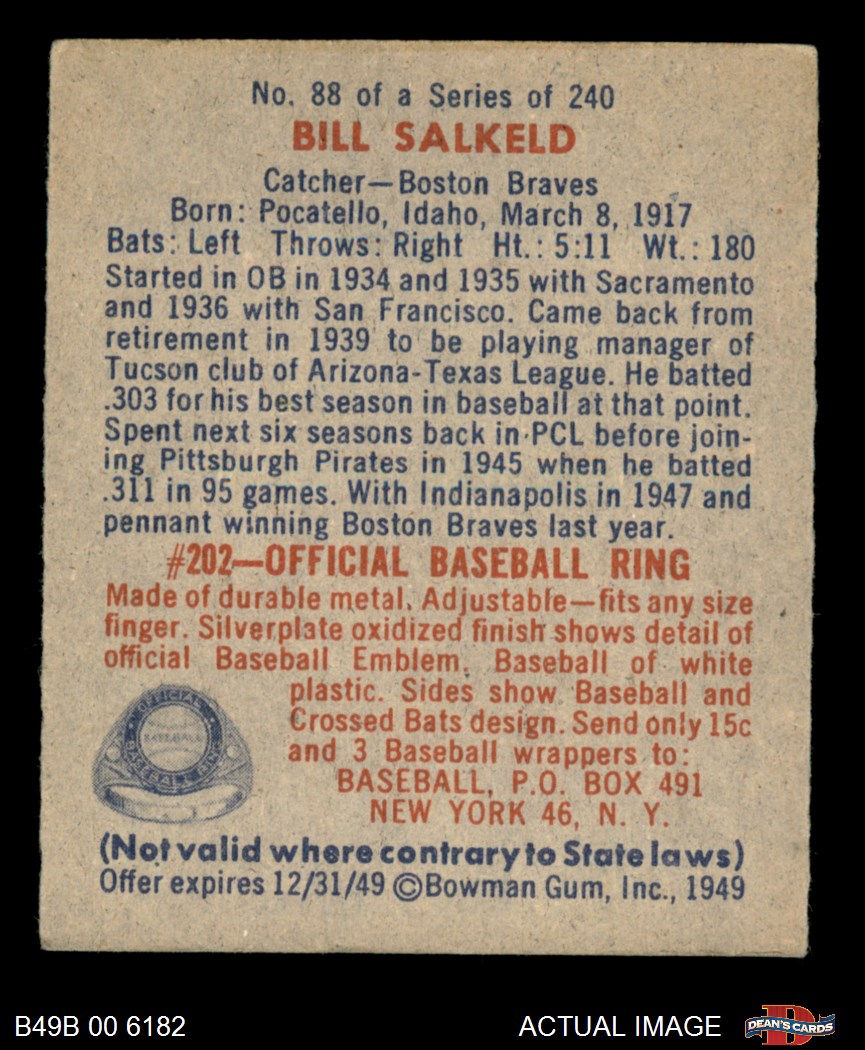 No. 88 of a Series of 240
BILL SALKELD
Catcher—Boston Braves
Born: Pocatello, Idaho, March 8, 1917
Bats: Left Throws: Right Ht.: 5:11 Wt.: 180
Started in OB in 1934 and 1935 with Sacramento
and 1936 with San Francisco. Came back from
retirement in 1939 to be playing manager of
Tucson club of Arizona-Texas League. He batted
.303 for his best season in baseball at that point.
Spent next six seasons back in PCL before join-
ing Pittsburgh Pirates in 1945 when he batted
.311 in 95 games. With Indianapolis in 1947 and
pennant winning Boston Braves last year.
#202—OFFICIAL BASEBALL RING
Made of durable metal. Adjustable—fits any size
finger. Silverplate oxidized finish shows detail of
official Baseball Emblem. Baseball of white
plastic. Sides show Baseball and
Crossed Bats design. Send only 15c
and 3 Baseball wrappers to:
BASEBALL, P.O. BOX 491
NEW YORK 46, N. Y.
OFFICIAL
BASEBALL
BASEBALL RING
(Not valid where contrary to State laws)
Offer expires 12/31/49 ©Bowman Gum, Inc., 1949
B49B 00 6182
ACTUAL IMAGE
D
DEAN'S CARDS